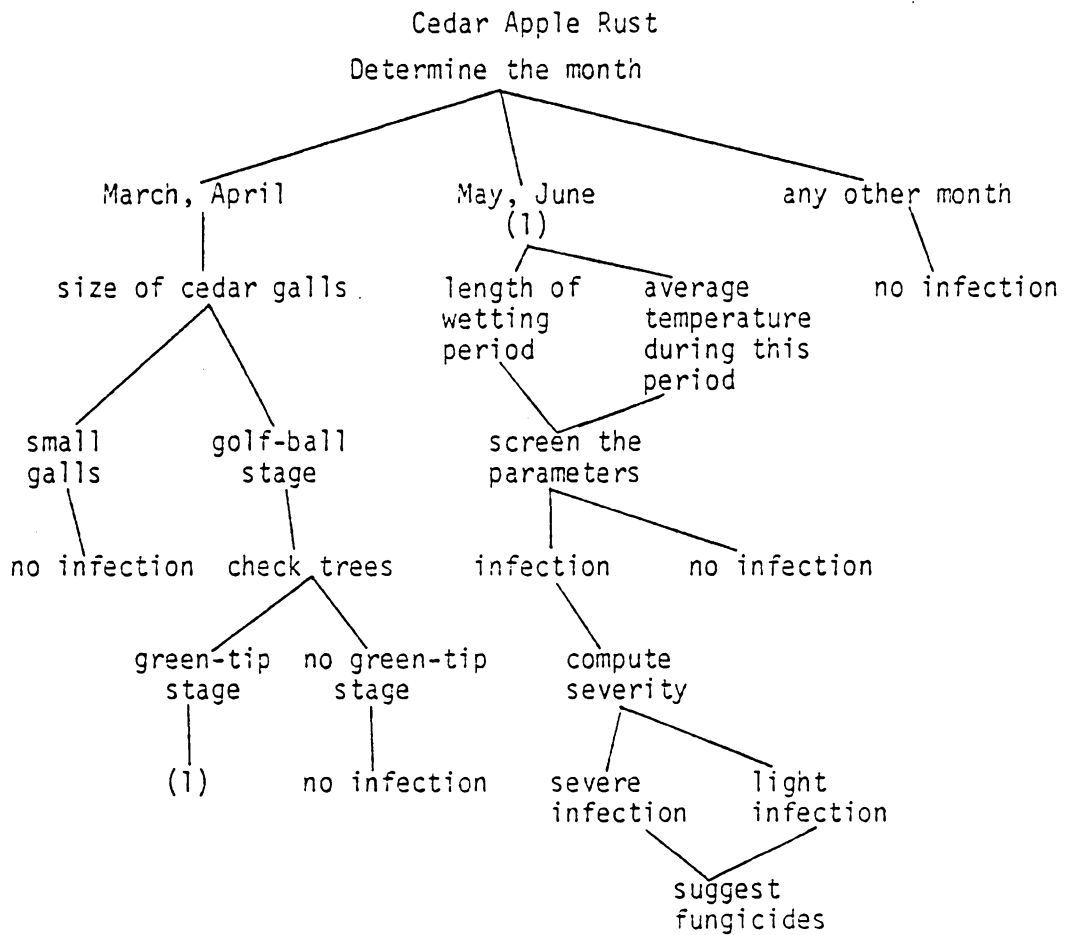 Cedar Apple Rust
Determine the month
March, April
May, June
(1)
any other month
size of cedar galls
length of
wetting
period
average
temperature
during this
period
no infection
small
galls
golf-ball
stage
screen the
parameters
no infection
check trees
infection
no infection
green-tip
stage
no green-tip
stage
compute
severity
(1)
no infection
severe
infection
light
infection
suggest
fungicides